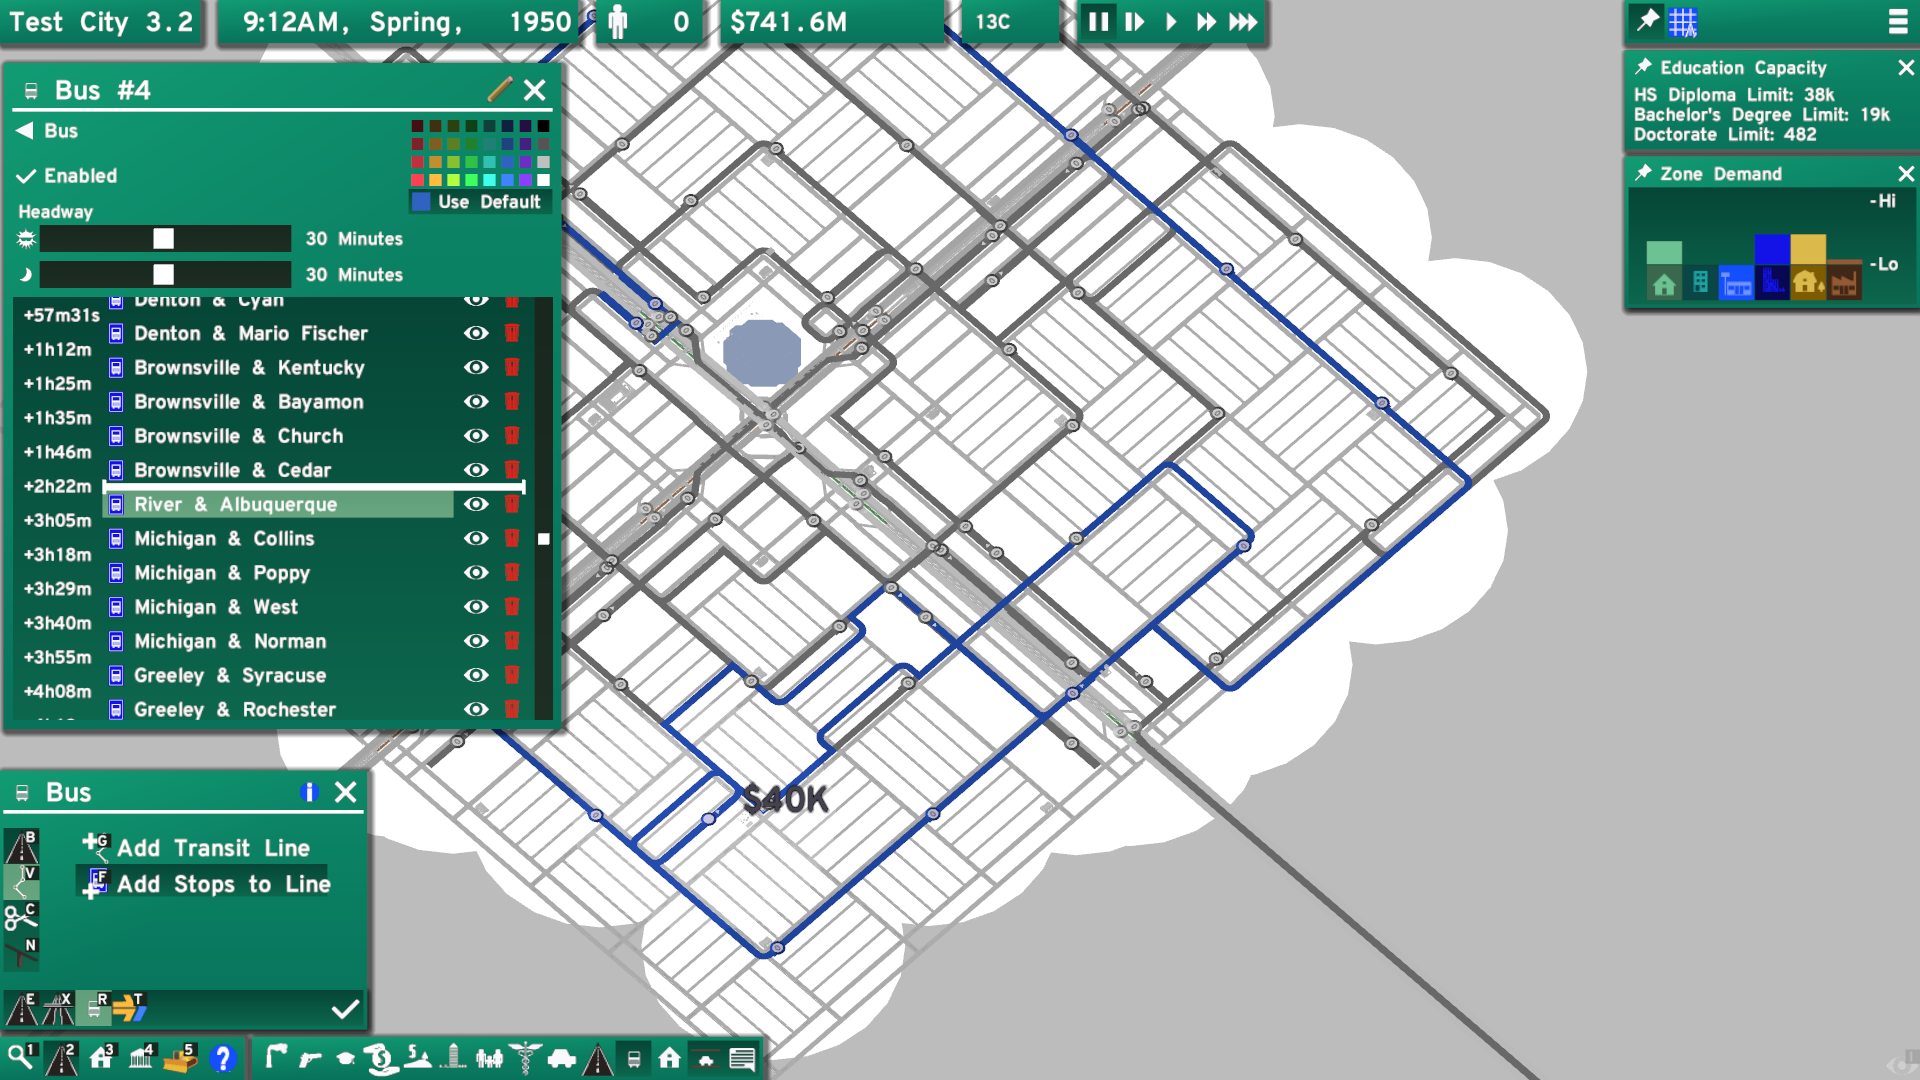 Test City 3.2
9:12AM, Spring, 1950
0
$741.6M
13C
Bus #4
Bus
Enabled
Use Default
Headway
30 Minutes
30 Minutes
Denton & Cyan
+57m31s
Denton & Mario Fischer
+1h12m
Brownsville & Kentucky
+1h25m
Brownsville & Bayamon
+1h35m
Brownsville & Church
+1h46m
Brownsville & Cedar
+2h22m
River & Albuquerque
+3h05m
Michigan & Collins
+3h18m
Michigan & Poppy
+3h29m
Michigan & West
+3h40m
Michigan & Norman
+3h55m
Greeley & Syracuse
+4h08m
Greeley & Rochester
Education Capacity
HS Diploma Limit: 38k
Bachelor's Degree Limit: 19k
Doctorate Limit: 482
Zone Demand
-Hi
-Lo
$40K
Bus
i
B
G
Add Transit Line
V
F
Add Stops to Line
C
N
E
X
R
T
1
2
3
4
5
?